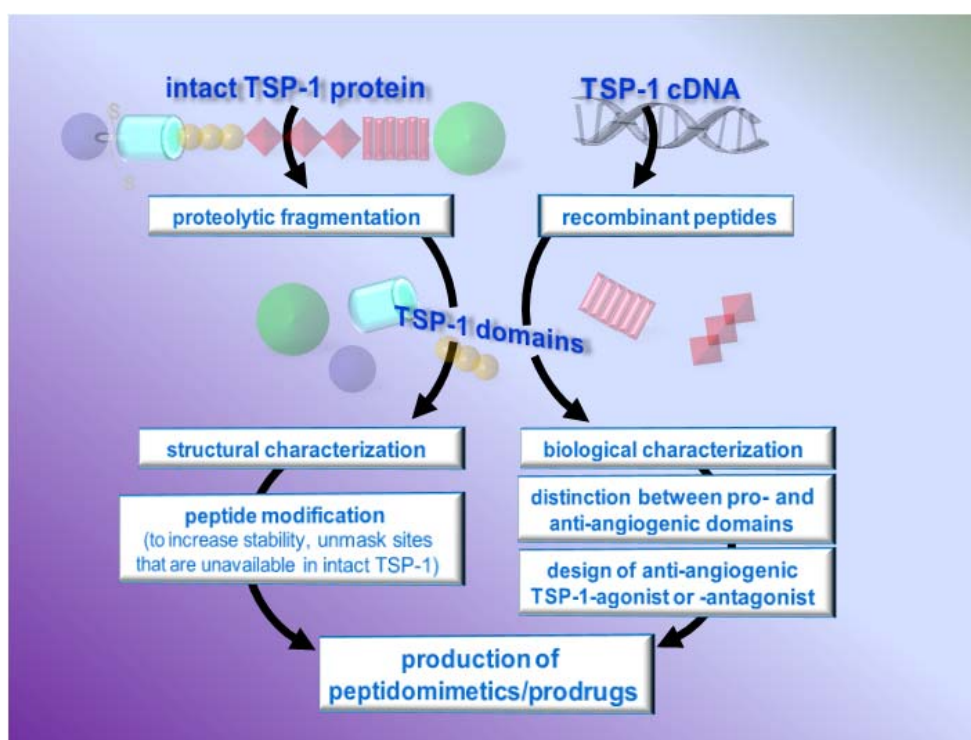 intact TSP-1 protein
TSP-1 cDNA
S
S
proteolytic fragmentation
recombinant peptides
TSP-1 domains
structural characterization
biological characterization
peptide modification
(to increase stability, unmask sites
that are unavailable in intact TSP-1)
distinction between pro- and
anti-angiogenic domains
design of anti-angiogenic
TSP-1-agonist or -antagonist
production of
peptidomimetics/prodrugs